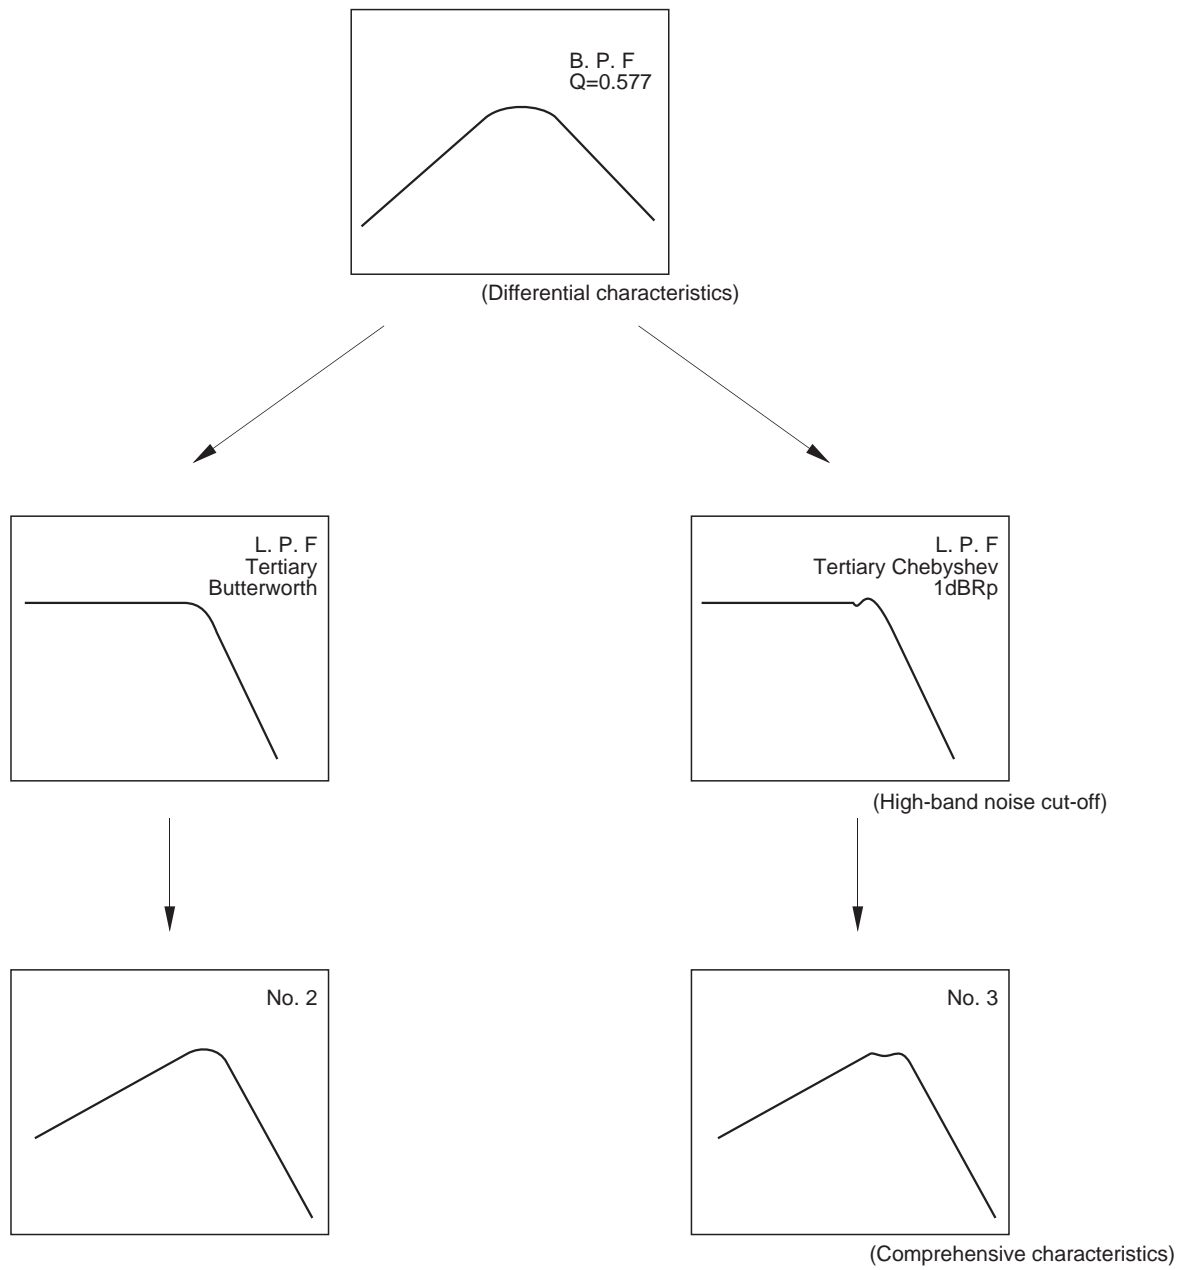 B. P. F
Q=0.577
(Differential characteristics)
L. P. F
Tertiary
Butterworth
L. P. F
Tertiary Chebyshev
1dBRp
(High-band noise cut-off)
No. 2
No. 3
(Comprehensive characteristics)